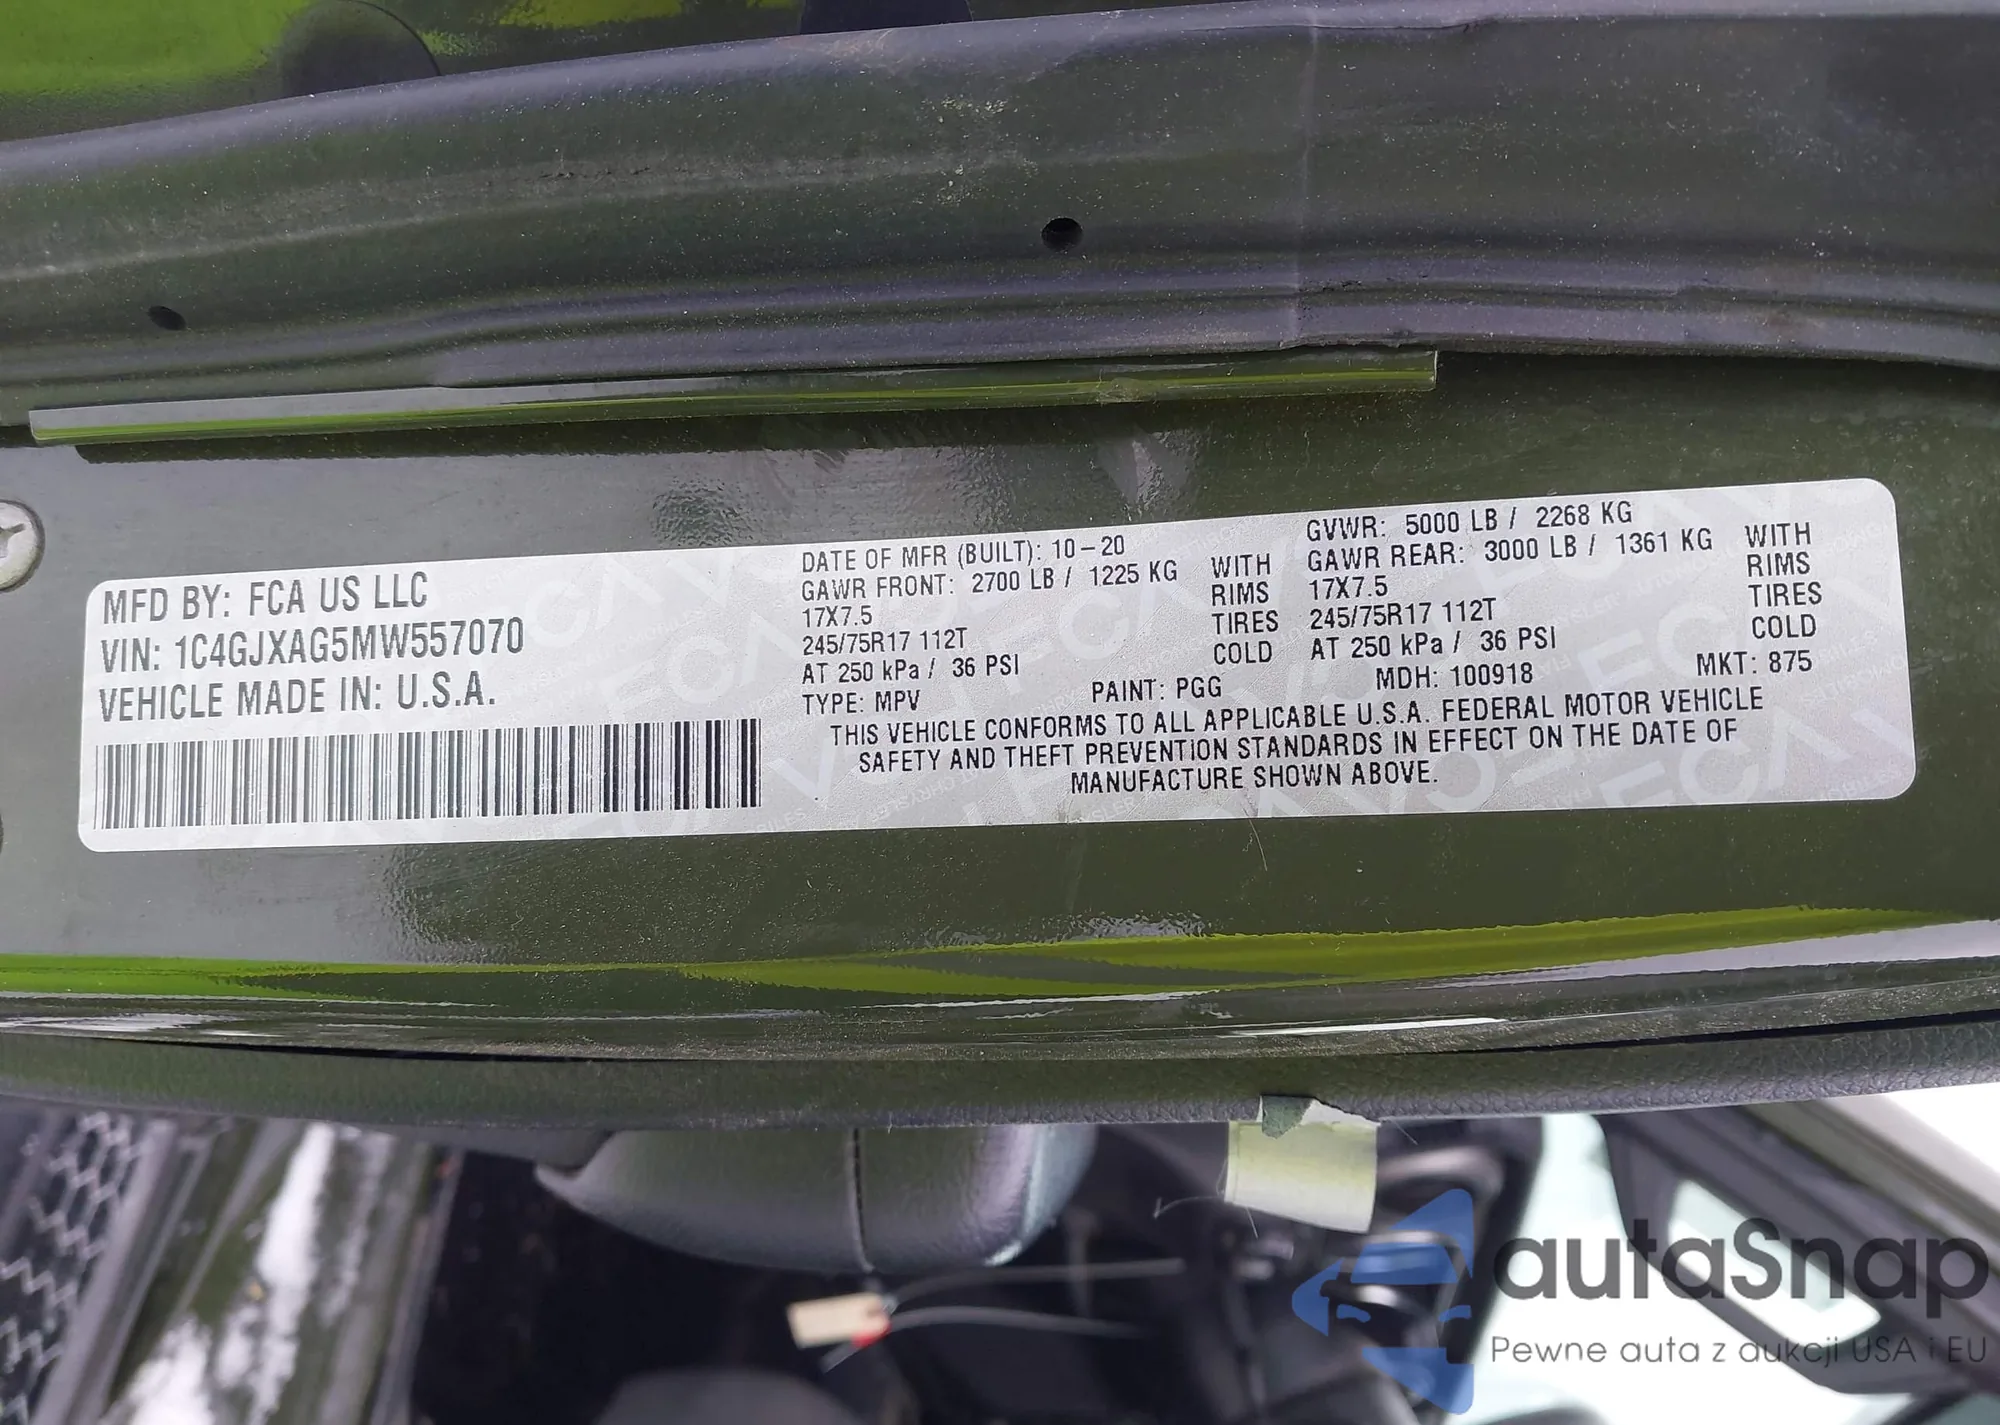 MFD BY: FCA US LLC
VIN: 1C4GJXAG5MW557070
VEHICLE MADE IN: U.S.A.
DATE OF MFR (BUILT): 10-20
GAWR FRONT: 2700 LB / 1225 KG WITH
17X7.5 RIMS
245/75R17 112T TIRES
AT 250 kPa / 36 PSI COLD
TYPE: MPV PAINT: PGG
GVWR: 5000 LB / 2268 KG
GAWR REAR: 3000 LB / 1361 KG WITH
17X7.5 RIMS
245/75R17 112T TIRES
AT 250 kPa / 36 PSI COLD
MDH: 100918 MKT: 875
THIS VEHICLE CONFORMS TO ALL APPLICABLE U.S.A. FEDERAL MOTOR VEHICLE
SAFETY AND THEFT PREVENTION STANDARDS IN EFFECT ON THE DATE OF
MANUFACTURE SHOWN ABOVE.
autaSnap
Pewne auta z aukcji USA i EU